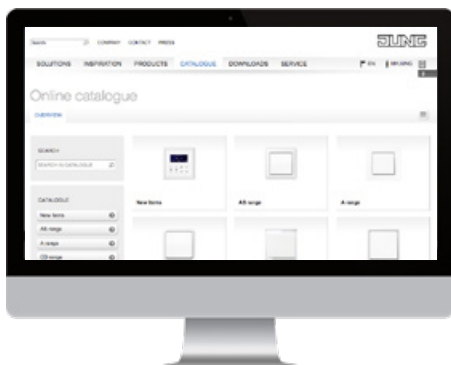 Search COMPANY CONTACT PRESS
JUNG
SOLUTIONS INSPIRATION PRODUCTS CATALOGUE DOWNLOADS SERVICE EN
Online catalogue
OVERVIEW
SEARCH
SEARCH IN CATALOGUE
CATALOGUE
New items
AS range
A range
CD range
New items
AS range
A range